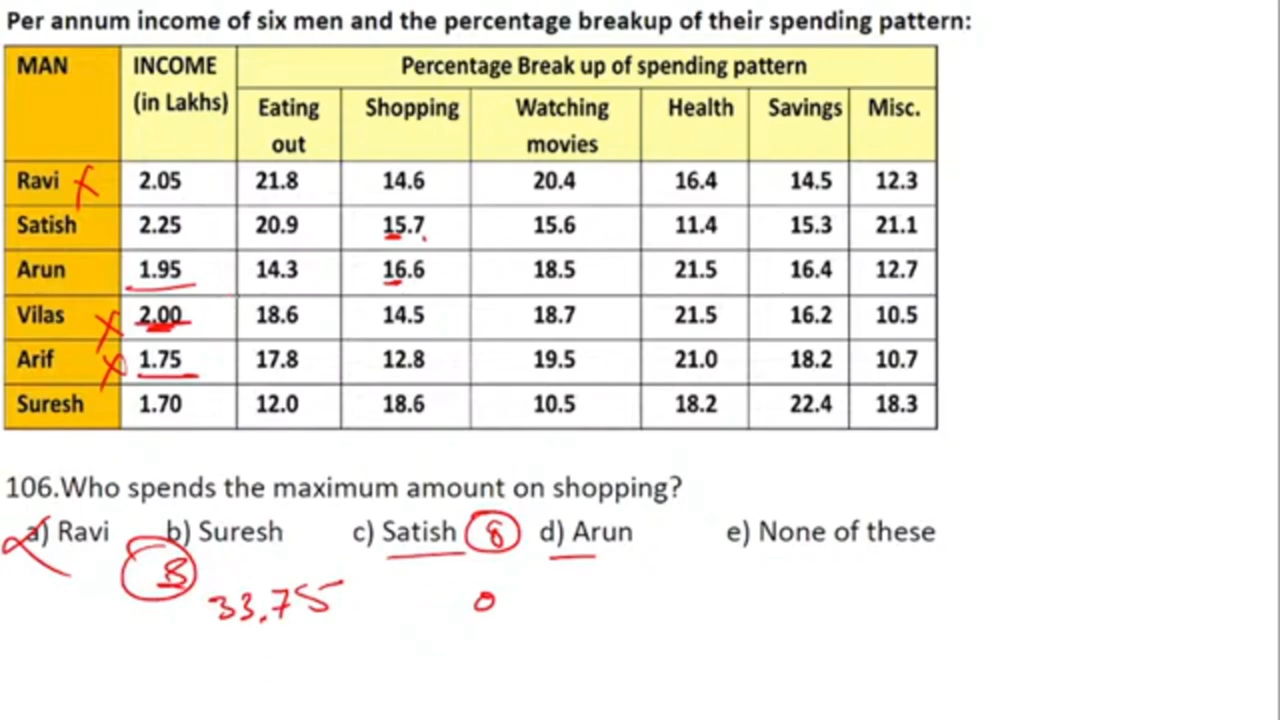 Per annum income of six men and the percentage breakup of their spending pattern:
MAN INCOME (in Lakhs) Percentage Break up of spending pattern
Eating out Shopping Watching movies Health Savings Misc.
Ravi 2.05 21.8 14.6 20.4 16.4 14.5 12.3
Satish 2.25 20.9 15.7 15.6 11.4 15.3 21.1
Arun 1.95 14.3 16.6 18.5 21.5 16.4 12.7
Vilas 2.00 18.6 14.5 18.7 21.5 16.2 10.5
Arif 1.75 17.8 12.8 19.5 21.0 18.2 10.7
Suresh 1.70 12.0 18.6 10.5 18.2 22.4 18.3
106.Who spends the maximum amount on shopping?
a) Ravi b) Suresh c) Satish 8 d) Arun e) None of these
33.75